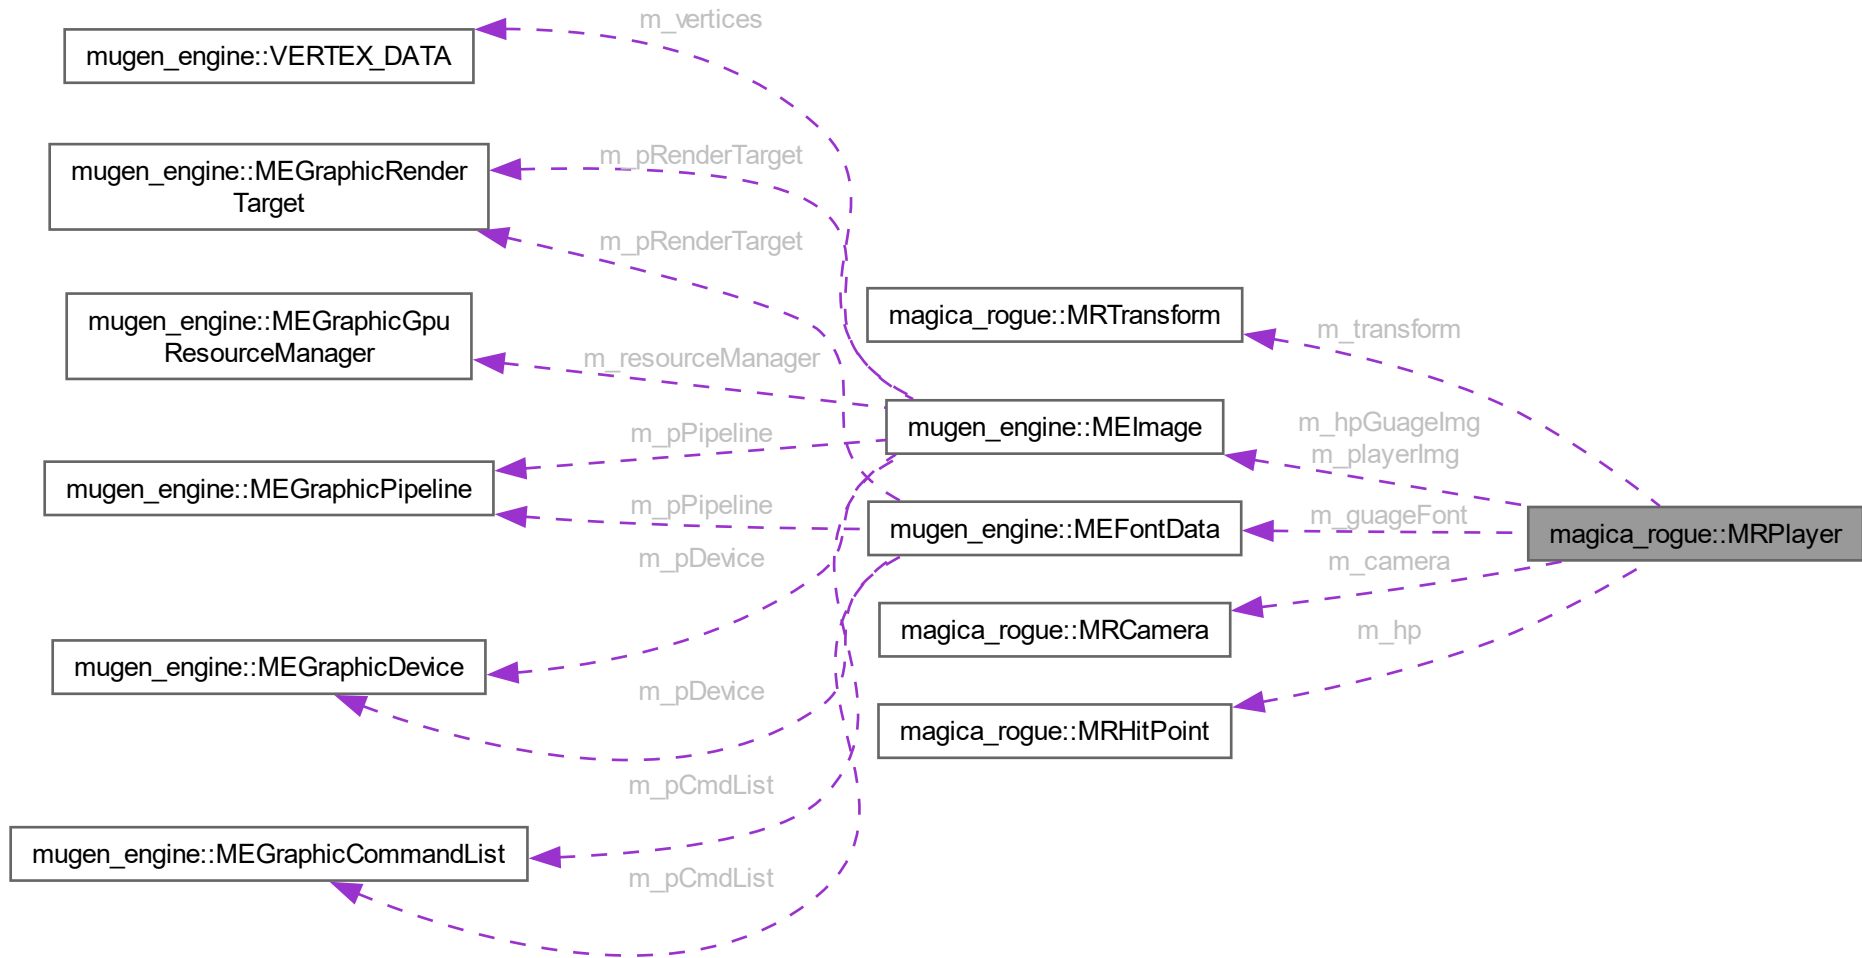 m_vertices
mugen_engine::VERTEX_DATA
m_pRenderTarget
mugen_engine::MEGraphicRender
Target
m_pRenderTarget
mugen_engine::MEGraphicGpu
ResourceManager
m_resourceManager
magica_rogue::MRTransform
m_transform
mugen_engine::MEImage
m_hpGuageImg
m_playerImg
m_pPipeline
mugen_engine::MEGraphicPipeline
m_pPipeline
mugen_engine::MEFontData
m_guageFont
magica_rogue::MRPlayer
m_pDevice
m_camera
magica_rogue::MRCamera
m_hp
mugen_engine::MEGraphicDevice
m_pDevice
magica_rogue::MRHitPoint
m_pCmdList
mugen_engine::MEGraphicCommandList
m_pCmdList